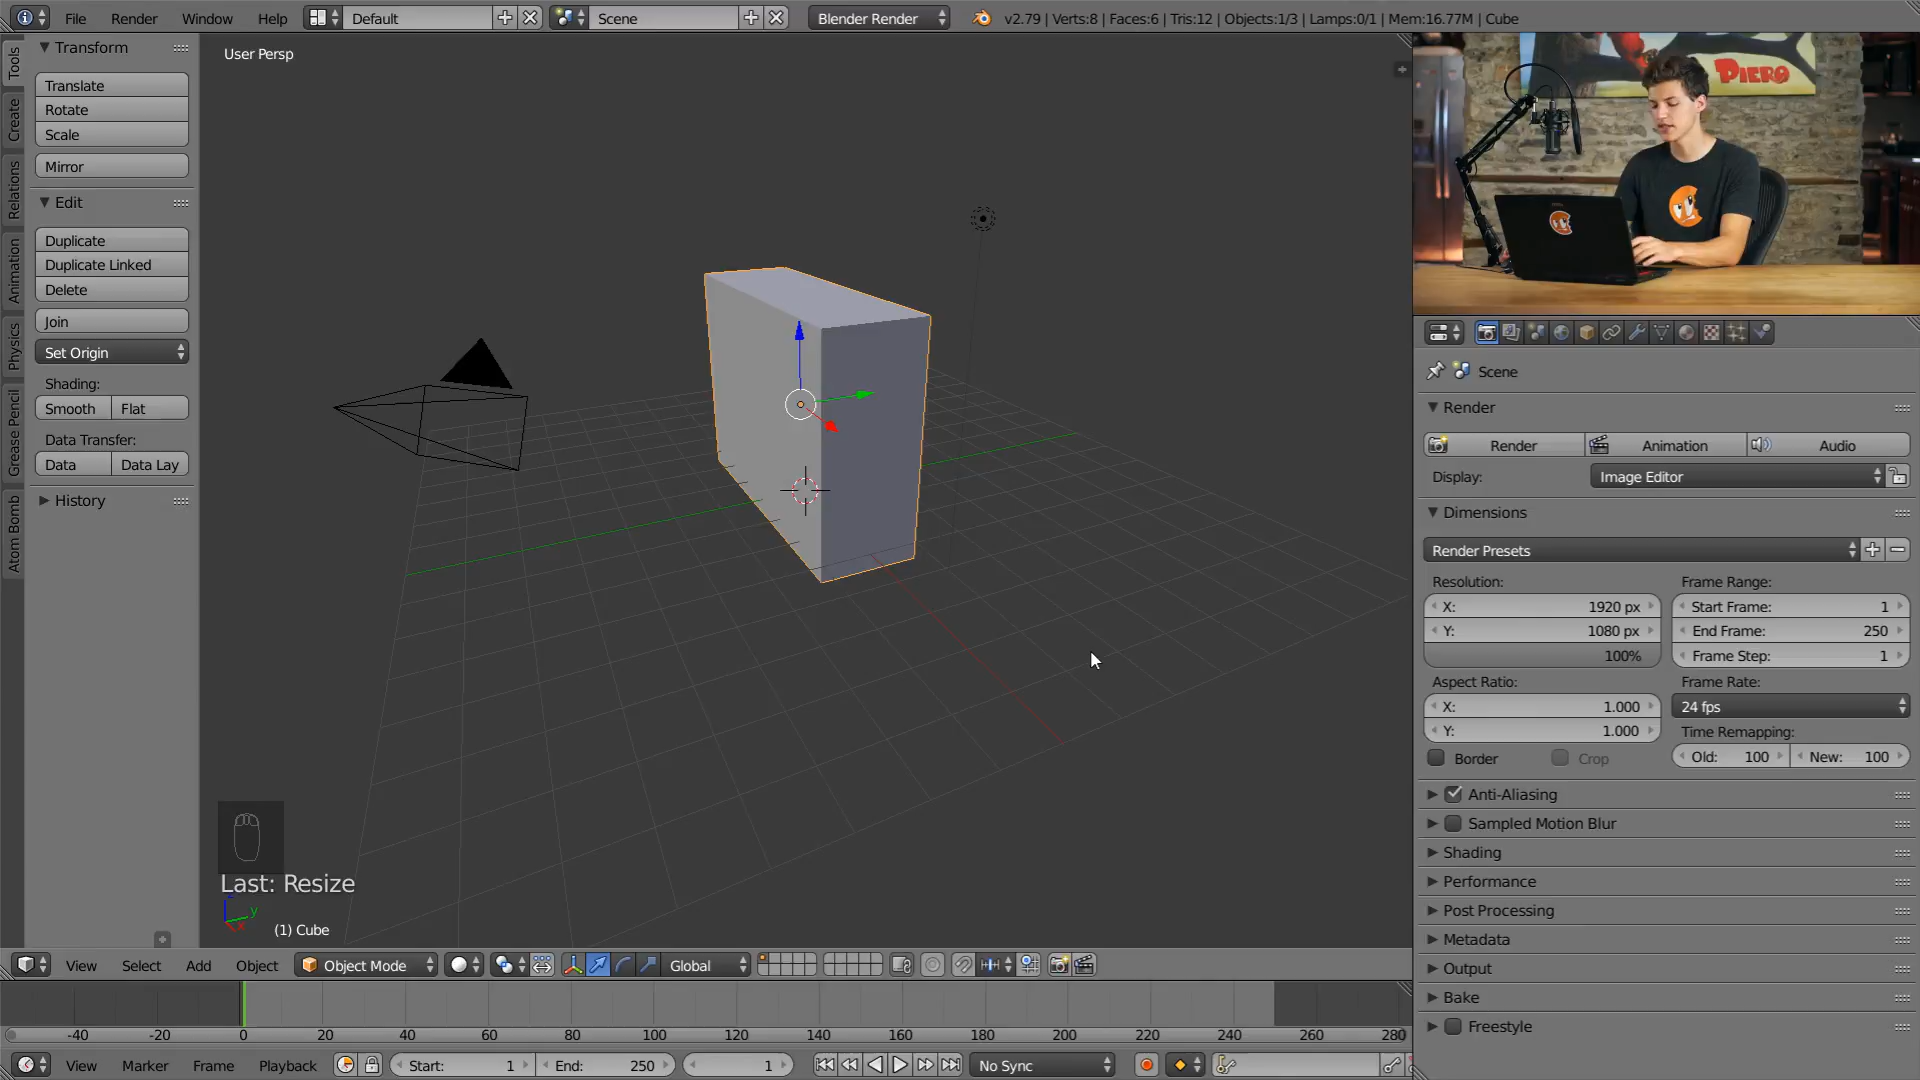 File Render Window Help Default Scene Blender Render v2.79 | Verts:8 | Faces:6 | Tris:12 | Objects:1/3 | Lamps:0/1 | Mem:16.77M | Cube
Tools
Create
Relations
Animation
Physics
Grease Pencil
Atom Bomb
Transform
Translate
Rotate
Scale
Mirror
Edit
Duplicate
Duplicate Linked
Delete
Join
Set Origin
Shading:
Smooth Flat
Data Transfer:
Data Data Lay
History
User Persp
Last: Resize
z
y
x
(1) Cube
PIERO
Scene
Render
Render Animation Audio
Display: Image Editor
Dimensions
Render Presets
Resolution: Frame Range:
X: 1920 px Start Frame: 1
Y: 1080 px End Frame: 250
100% Frame Step: 1
Aspect Ratio: Frame Rate:
X: 1.000 24 fps
Y: 1.000 Time Remapping:
Border Crop Old: 100 New: 100
Anti-Aliasing
Sampled Motion Blur
Shading
Performance
Post Processing
Metadata
Output
Bake
Freestyle
View Select Add Object Object Mode Global
-40 -20 0 20 40 60 80 100 120 140 160 180 200 220 240 260 280
View Marker Frame Playback Start: 1 End: 250 1 No Sync